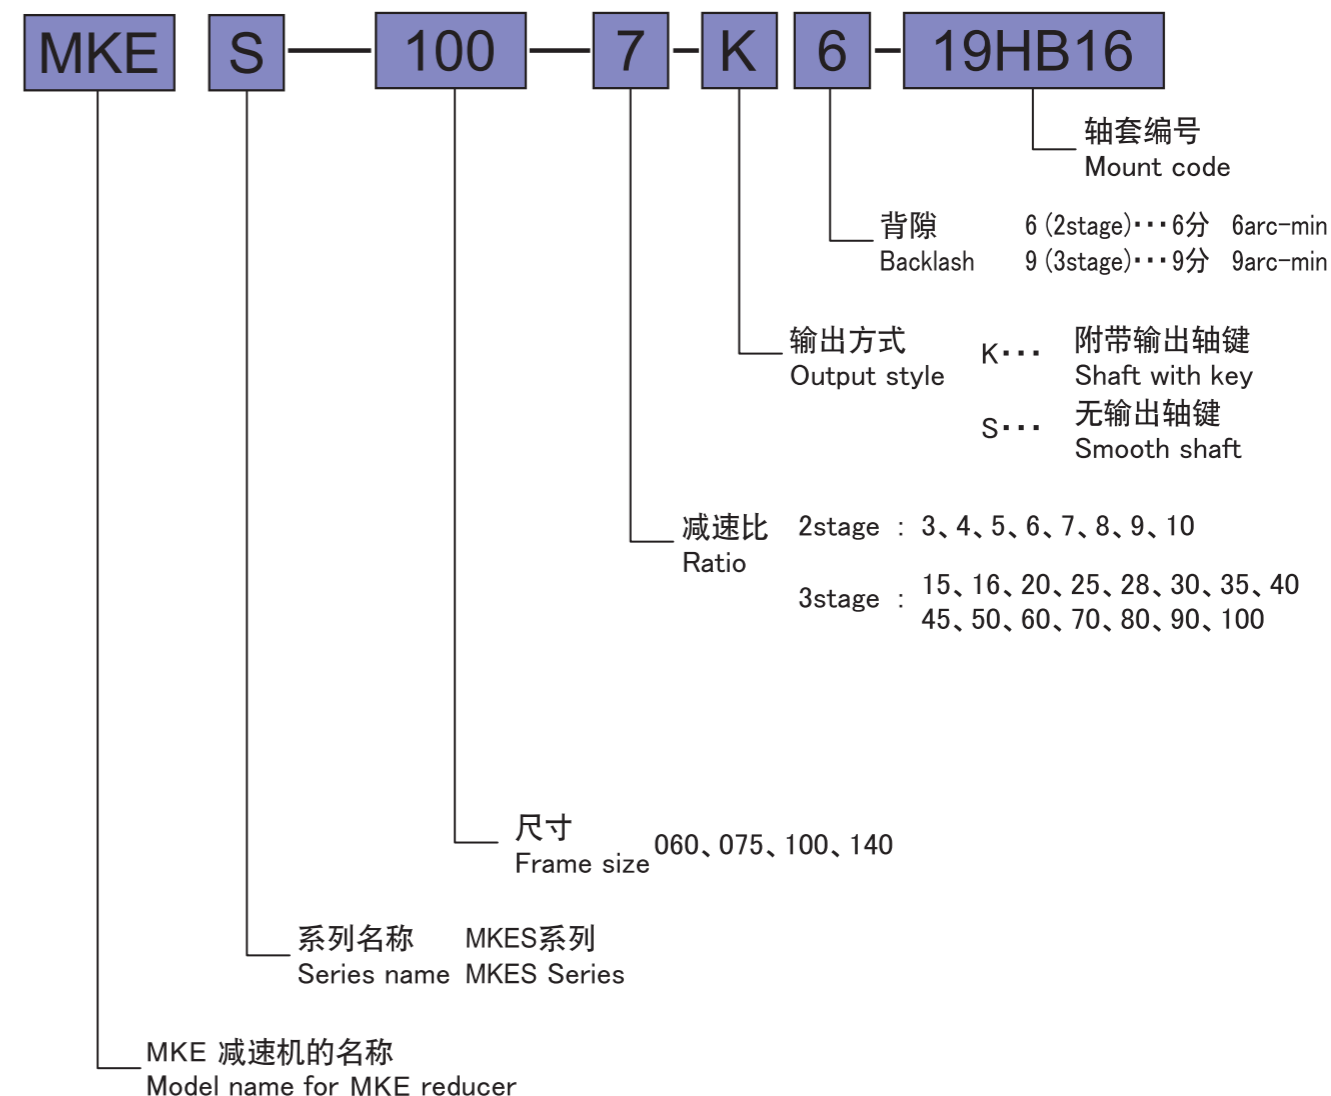 MKE S — 100 — 7 - K 6 - 19HB16
轴套编号
Mount code
背隙 6 (2stage)･･･6分 6arc-min
Backlash 9 (3stage)･･･9分 9arc-min
输出方式 K･･･ 附带输出轴键
Output style Shaft with key
S･･･ 无输出轴键
Smooth shaft
减速比 2stage : 3、4、5、6、7、8、9、10
Ratio
3stage : 15、16、20、25、28、30、35、40
45、50、60、70、80、90、100
尺寸 060、075、100、140
Frame size
系列名称 MKES系列
Series name MKES Series
MKE 减速机的名称
Model name for MKE reducer